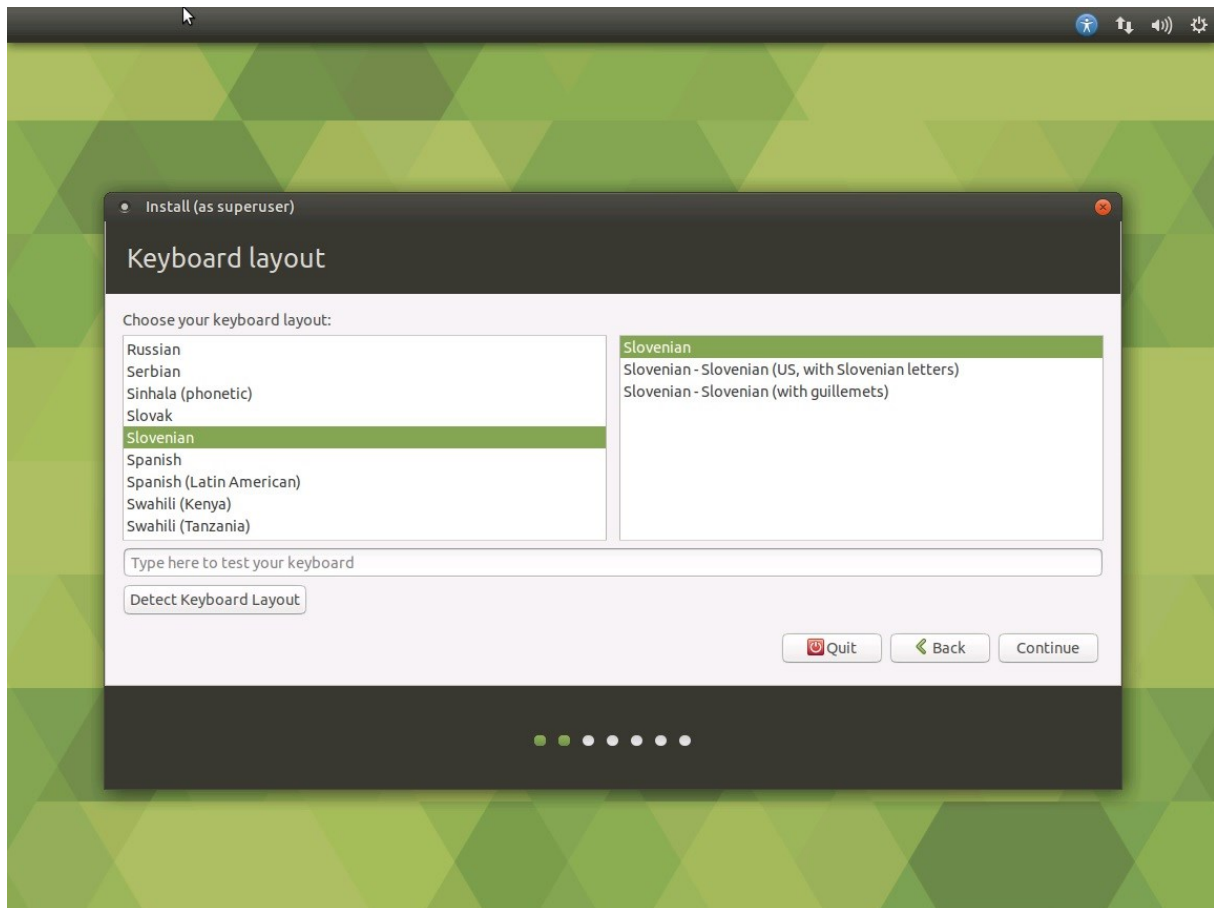 Install (as superuser)
Keyboard layout
Choose your keyboard layout:
Russian
Serbian
Sinhala (phonetic)
Slovak
Slovenian
Spanish
Spanish (Latin American)
Swahili (Kenya)
Swahili (Tanzania)
Slovenian
Slovenian - Slovenian (US, with Slovenian letters)
Slovenian - Slovenian (with guillemets)
Type here to test your keyboard
Detect Keyboard Layout
Quit
Back
Continue